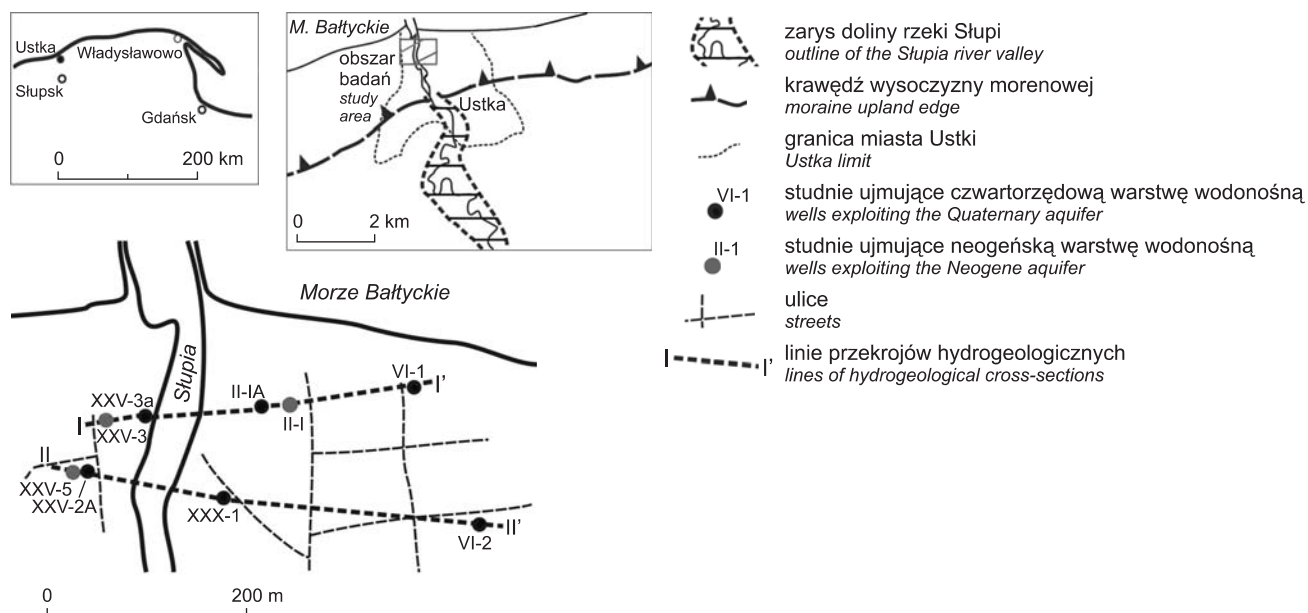 Ustka
Władysławowo
Słupsk
Gdańsk
0 200 km
M. Bałtyckie
obszar
badań
study
area
Ustka
0 2 km
Morze Bałtyckie
Słupia
VI-1
I'
II-IA
II-I
XXV-3a
I
XXV-3
II
XXV-5
XXV-2A
XXX-1
II'
VI-2
0 200 m
zarys doliny rzeki Słupi
outline of the Słupia river valley
krawędź wysoczyzny morenowej
moraine upland edge
granica miasta Ustki
Ustka limit
VI-1 studnie ujmujące czwartorzędową warstwę wodonośną
wells exploiting the Quaternary aquifer
II-1 studnie ujmujące neogeńską warstwę wodonośną
wells exploiting the Neogene aquifer
ulice
streets
I I' linie przekrojów hydrogeologicznych
lines of hydrogeological cross-sections